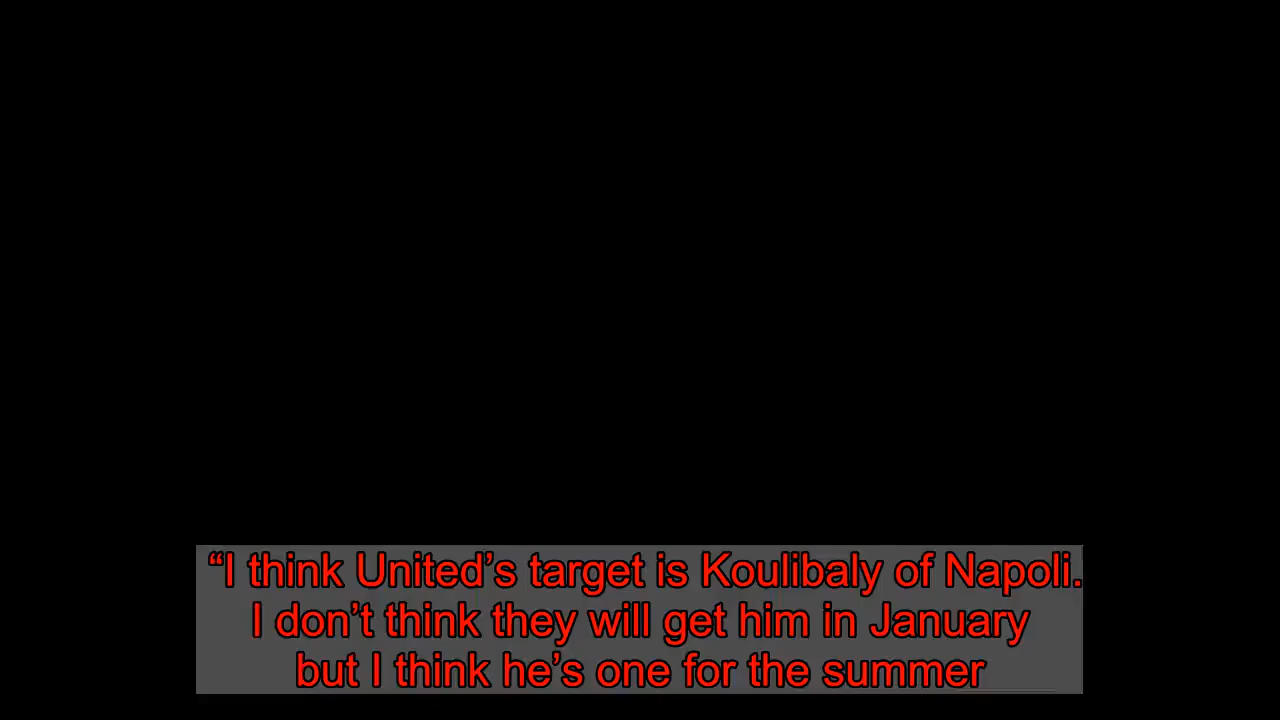 “I think United’s target is Koulibaly of Napoli.
I don’t think they will get him in January
but I think he’s one for the summer